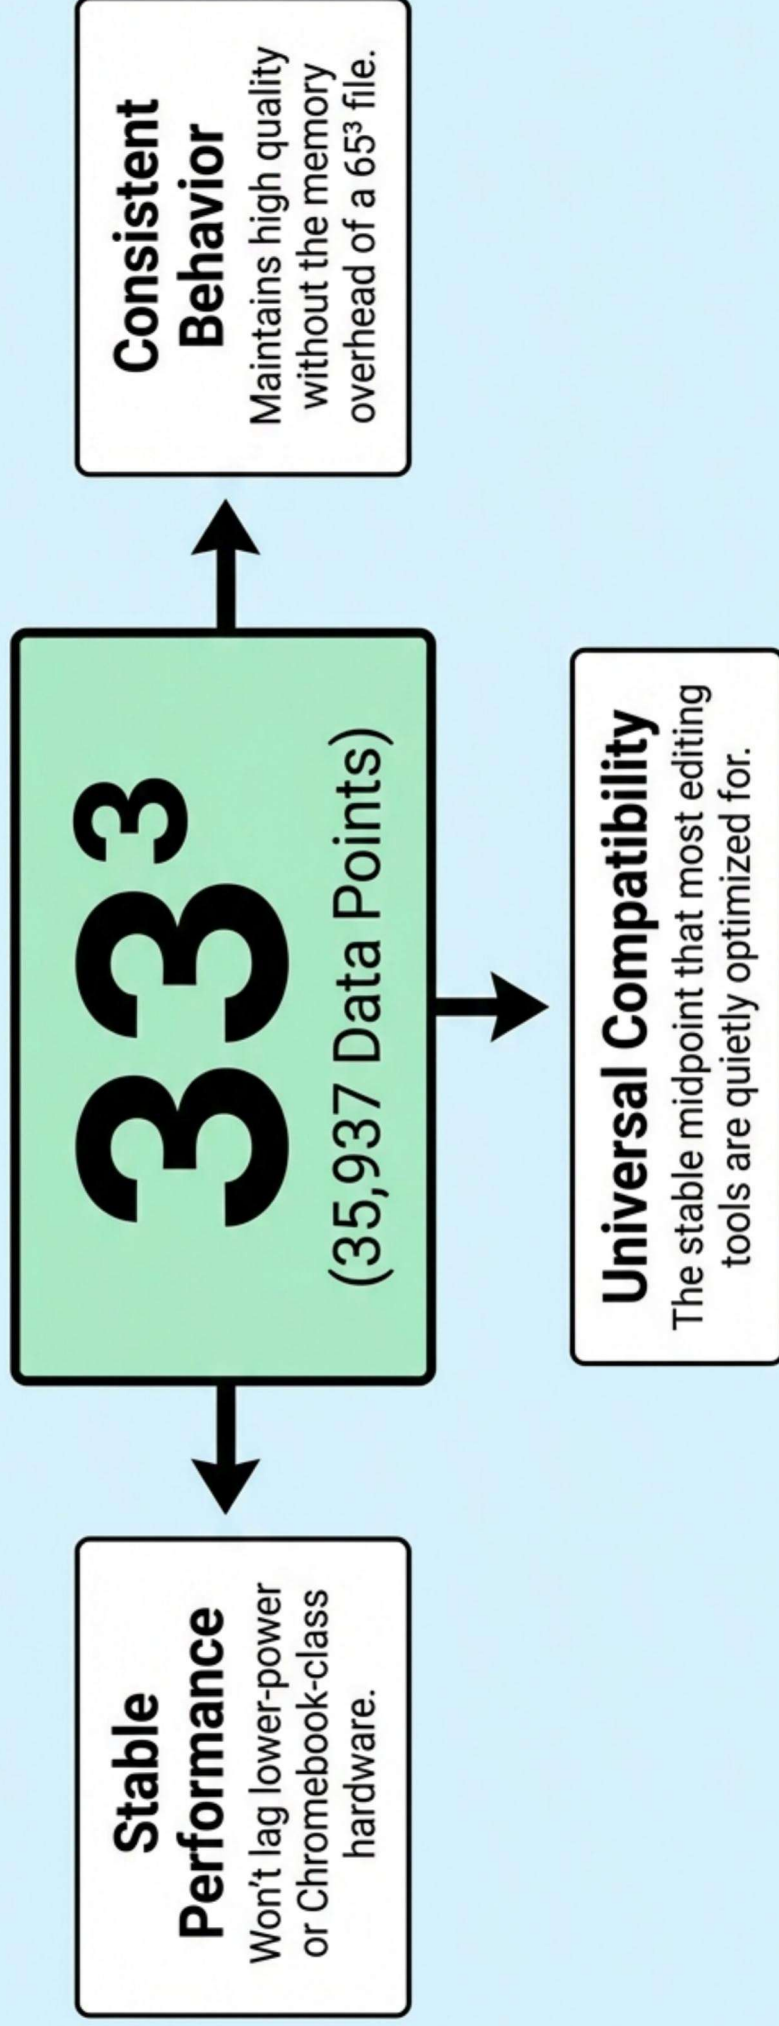 33³
(35,937 Data Points)
Stable
Performance
Won't lag lower-power
or Chromebook-class
hardware.
Universal Compatibility
The stable midpoint that most editing
tools are quietly optimized for.
Consistent
Behavior
Maintains high quality
without the memory
overhead of a 65³ file.